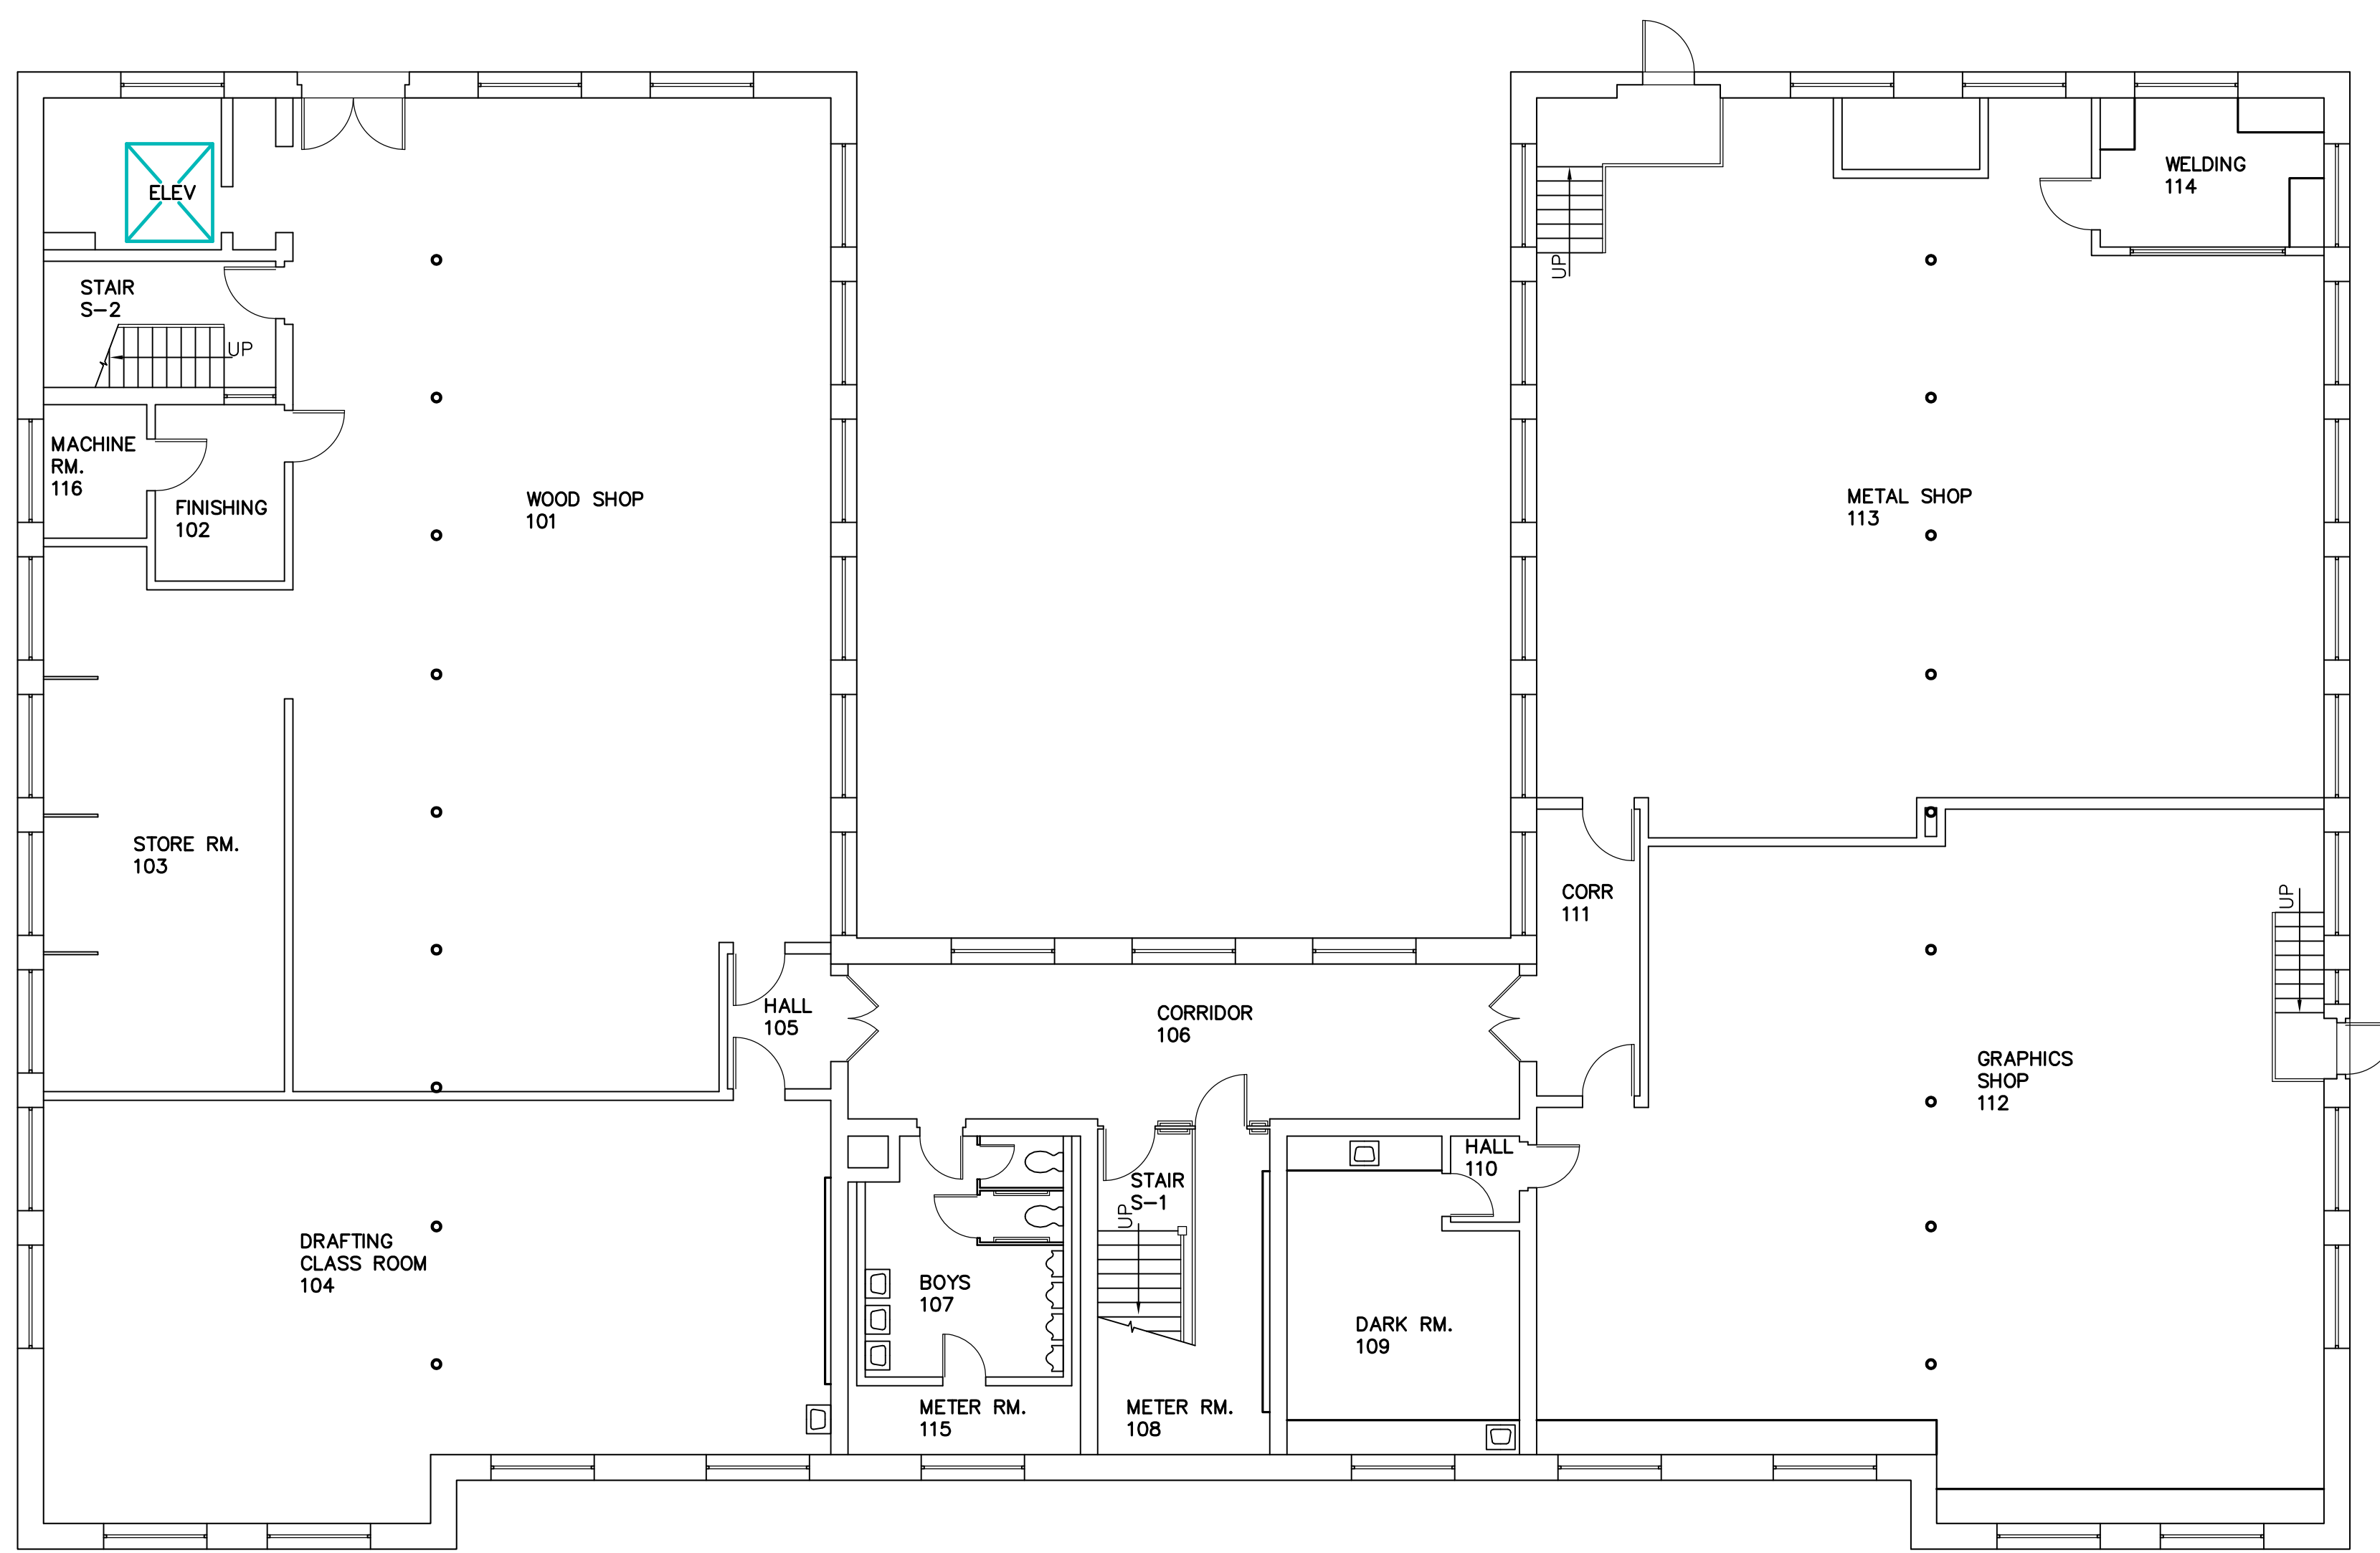 ELEV
WELDING
114
UP
STAIR
S-2
UP
MACHINE
RM.
116
FINISHING
102
WOOD SHOP
101
METAL SHOP
113
STORE RM.
103
CORR
111
UP
HALL
105
CORRIDOR
106
GRAPHICS
SHOP
112
HALL
110
STAIR
S-1
UP
DRAFTING
CLASS ROOM
104
BOYS
107
DARK RM.
109
METER RM.
115
METER RM.
108